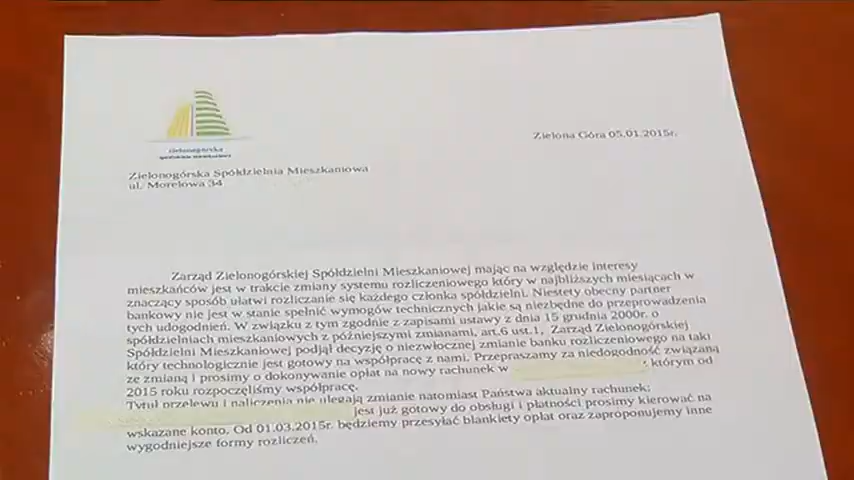 Zielonogórska
spółdzielnia mieszkaniowa
Zielona Góra 05.01.2015r.
Zielonogórska Spółdzielnia Mieszkaniowa
ul. Morelowa 34
Zarząd Zielonogórskiej Spółdzielni Mieszkaniowej mając na względzie interesy
mieszkańców jest w trakcie zmiany systemu rozliczeniowego który w najbliższych miesiącach w
znaczący sposób ułatwi rozliczanie się każdego członka spółdzielni. Niestety obecny partner
bankowy nie jest w stanie spełnić wymogów technicznych jakie są niezbędne do przeprowadzenia
tych udogodnień. W związku z tym zgodnie z zapisami ustawy z dnia 15 grudnia 2000r. o
spółdzielniach mieszkaniowych z późniejszymi zmianami, art.6 ust.1, Zarząd Zielonogórskiej
Spółdzielni Mieszkaniowej podjął decyzję o niezwłocznej zmianie banku rozliczeniowego na taki
który technologicznie jest gotowy na współpracę z nami. Przepraszamy za niedogodność związaną
ze zmianą i prosimy o dokonywanie opłat na nowy rachunek w , którym od
2015 roku rozpoczęliśmy współpracę.
Tytuł przelewu i naliczenia nie ulegają zmianie natomiast Państwa aktualny rachunek:
jest już gotowy do obsługi i płatności prosimy kierować na
wskazane konto. Od 01.03.2015r. będziemy przesyłać blankiety opłat oraz zaproponujemy inne
wygodniejsze formy rozliczeń.